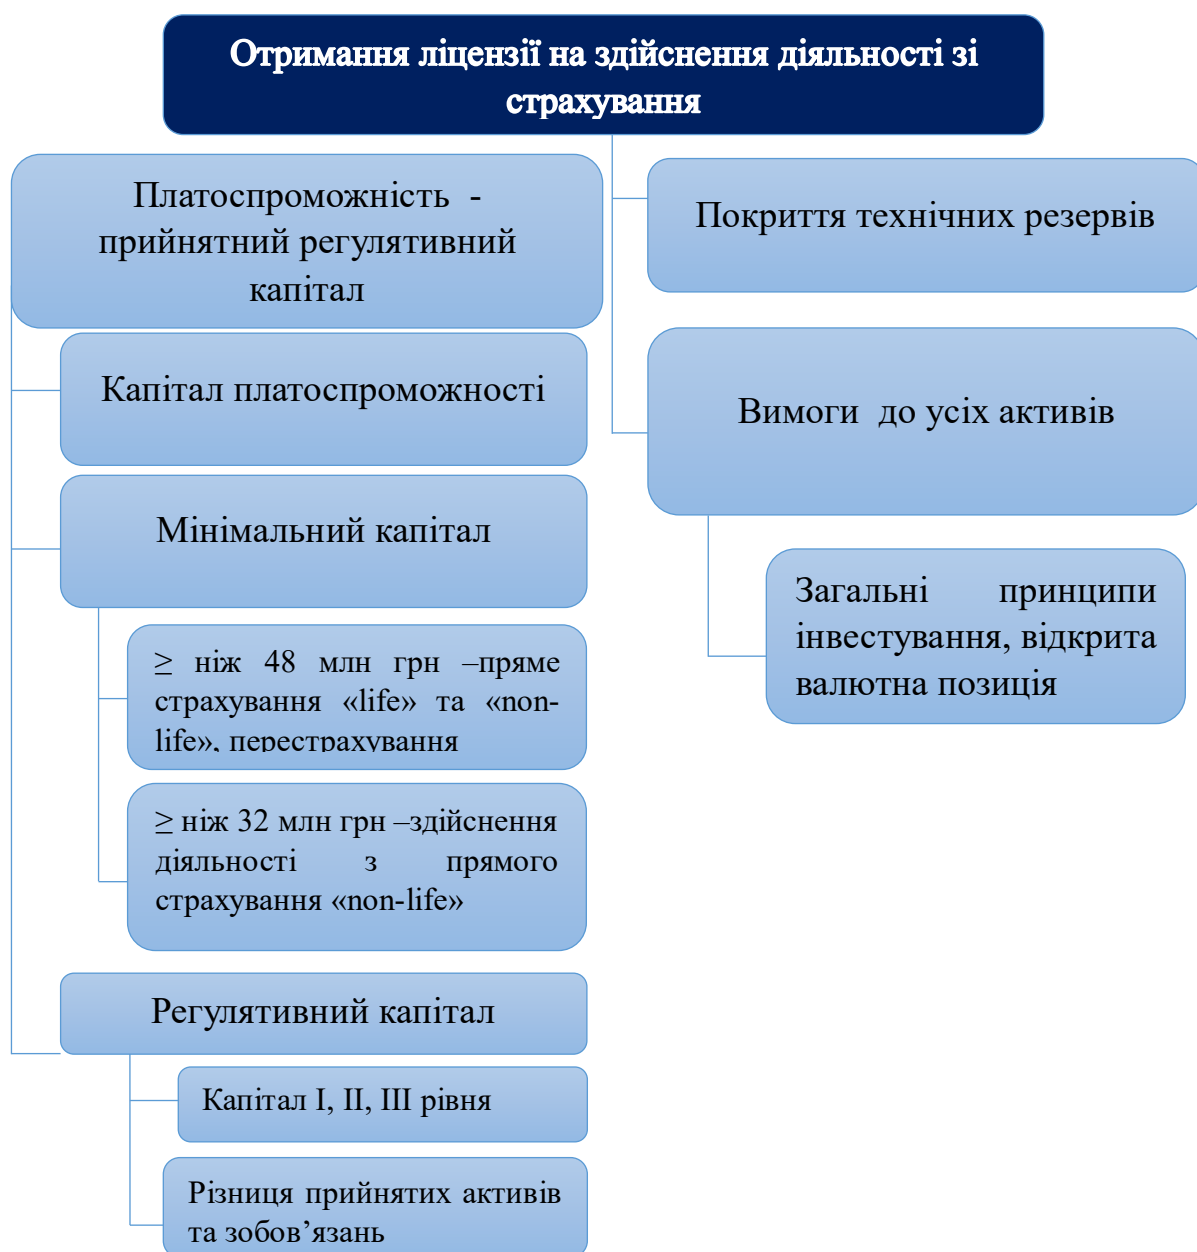 Отримання ліцензії на здійснення діяльності зі
страхування
Платоспроможність -
прийнятний регулятивний
капітал
Капітал платоспроможності
Мінімальний капітал
≥ ніж 48 млн грн –пряме
страхування «life» та «non-
life», перестрахування
≥ ніж 32 млн грн –здійснення
діяльності з прямого
страхування «non-life»
Регулятивний капітал
Капітал I, II, III рівня
Різниця прийнятих активів
та зобов’язань
Покриття технічних резервів
Вимоги до усіх активів
Загальні принципи
інвестування, відкрита
валютна позиція